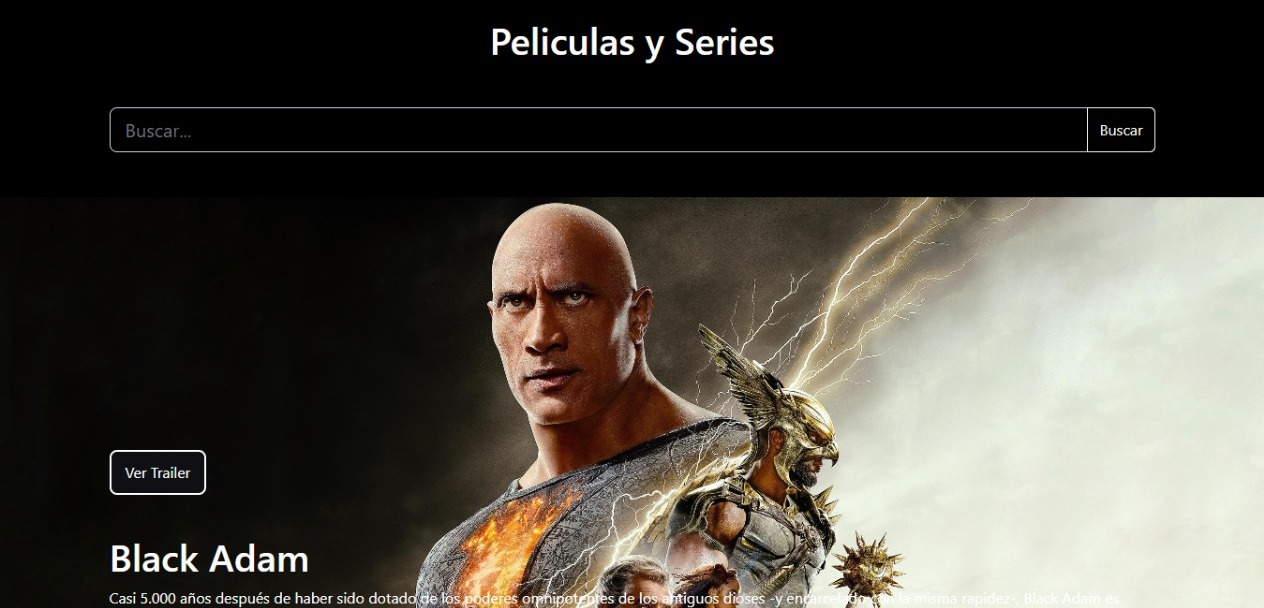 Peliculas y Series
Buscar...
Buscar
Ver Trailer
Black Adam
Casi 5.000 años después de haber sido dotado de los poderes omnipotentes de los antiguos dioses -y encarcelado con la misma rapidez-, Black Adam es